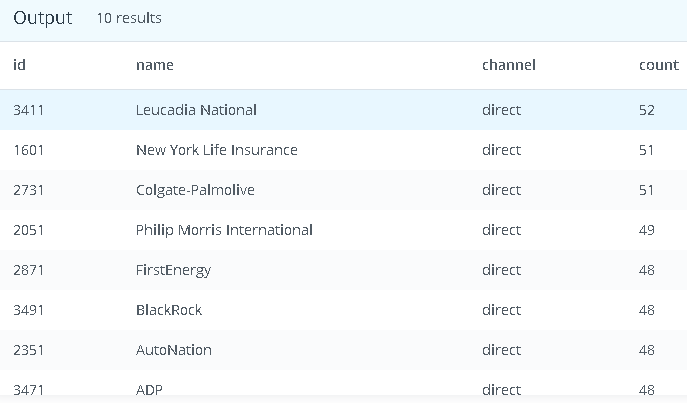 Output 10 results
id name channel count
3411 Leucadia National direct 52
1601 New York Life Insurance direct 51
2731 Colgate-Palmolive direct 51
2051 Philip Morris International direct 49
2871 FirstEnergy direct 48
3491 BlackRock direct 48
2351 AutoNation direct 48
3471 ADP direct 48